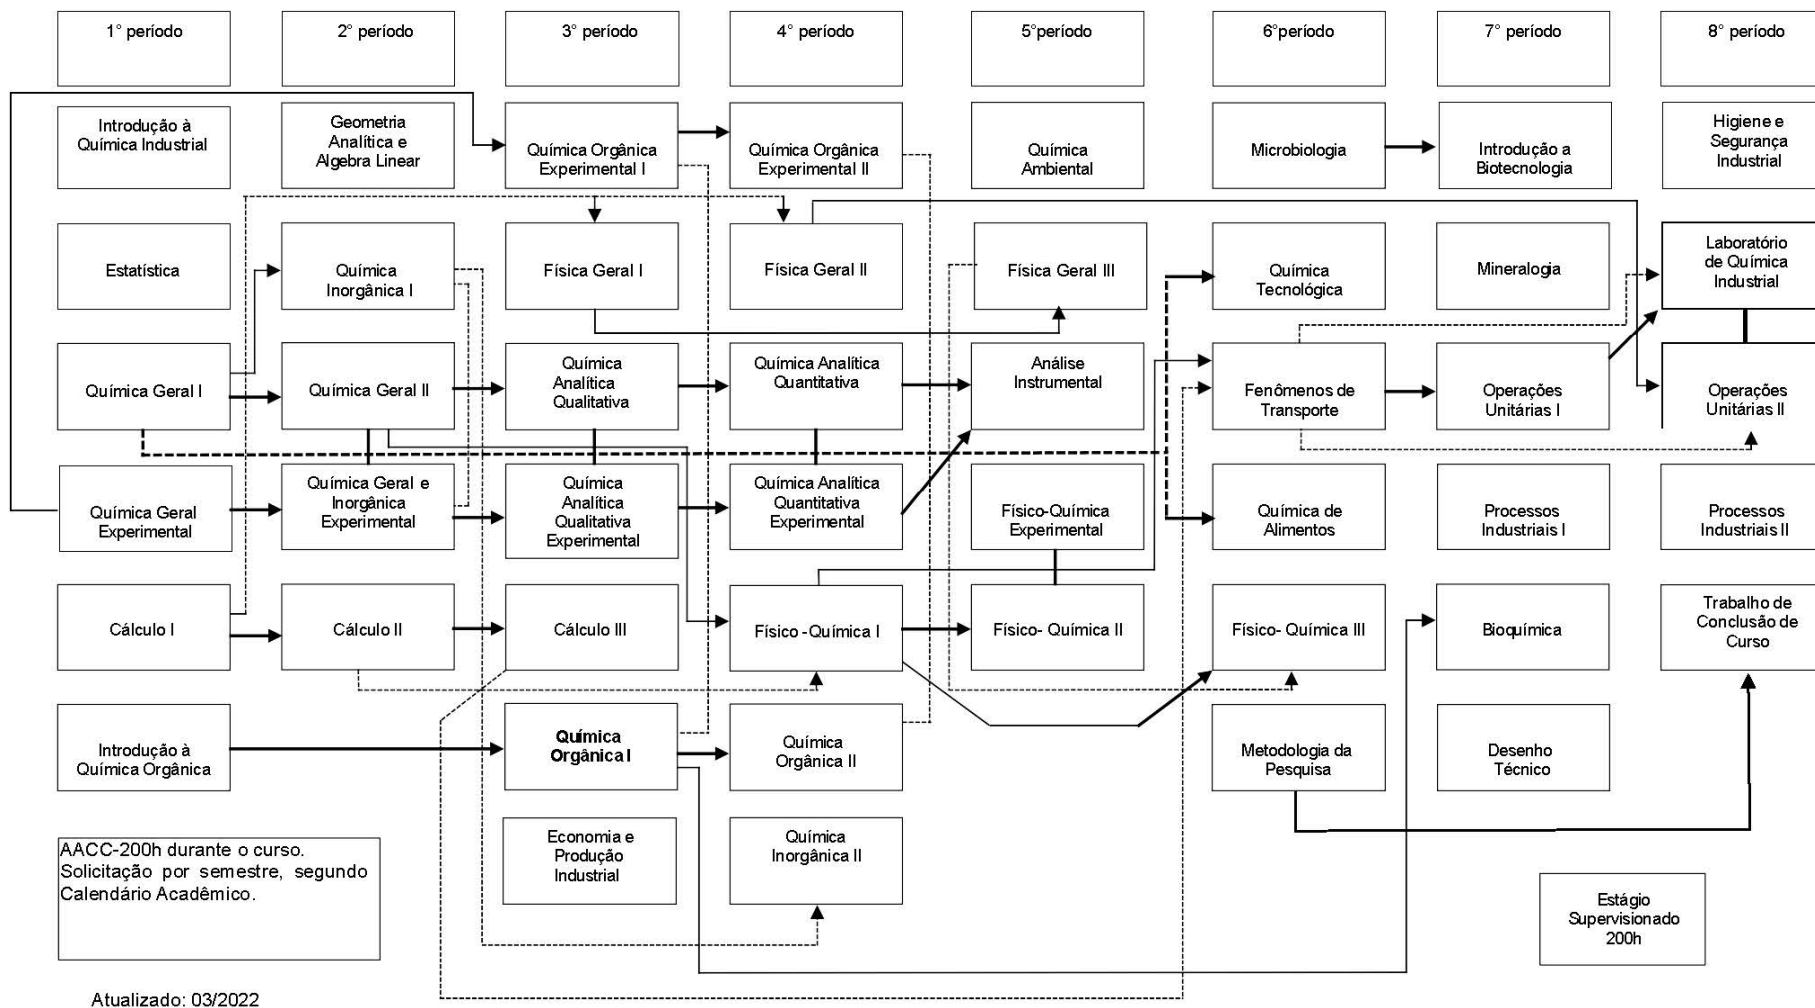 1° período
2° período
3° período
4° período
5°período
6°período
7° período
8° período
Introdução à
Química Industrial
Geometria
Analítica e
Algebra Linear
Química Orgânica
Experimental I
Química Orgânica
Experimental II
Química
Ambiental
Microbiologia
Introdução a
Biotecnologia
Higiene e
Segurança
Industrial
Estatística
Química
Inorgânica I
Física Geral I
Física Geral II
Física Geral III
Química
Tecnológica
Mineralogia
Laboratório
de Química
Industrial
Química Geral I
Química Geral II
Química
Analítica
Qualitativa
Química Analítica
Quantitativa
Análise
Instrumental
Fenômenos de
Transporte
Operações
Unitárias I
Operações
Unitárias II
Química Geral
Experimental
Química Geral e
Inorgânica
Experimental
Química
Analítica
Qualitativa
Experimental
Química Analítica
Quantitativa
Experimental
Físico-Química
Experimental
Química de
Alimentos
Processos
Industriais I
Processos
Industriais II
Cálculo I
Cálculo II
Cálculo III
Físico -Química I
Físico- Química II
Físico- Química III
Bioquímica
Trabalho de
Conclusão de
Curso
Introdução à
Química Orgânica
Química
Orgânica I
Química
Orgânica II
Metodologia da
Pesquisa
Desenho
Técnico
Economia e
Produção
Industrial
Química
Inorgânica II
AACC-200h durante o curso.
Solicitação por semestre, segundo
Calendário Acadêmico.
Estágio
Supervisionado
200h
Atualizado: 03/2022